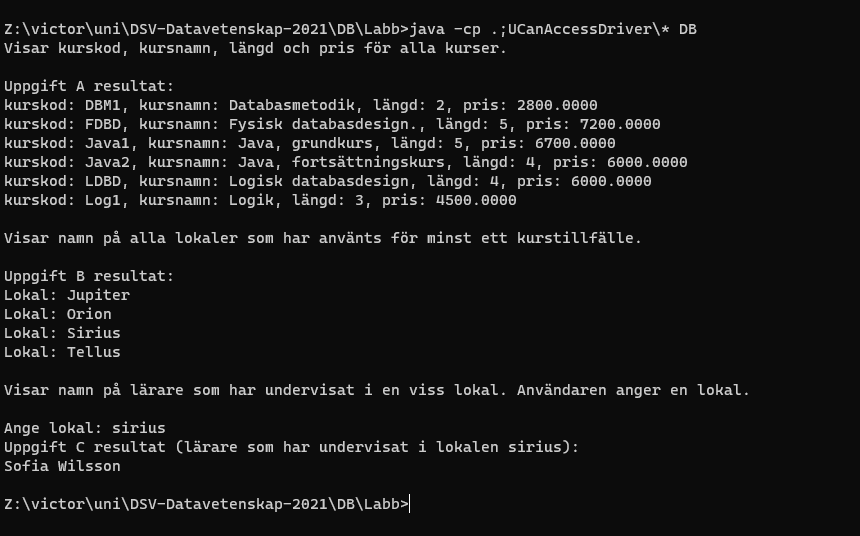 Z:\victor\uni\DSV-Datavetenskap-2021\DB\Labb>java -cp .;UCanAccessDriver\* DB
Visar kurskod, kursnamn, längd och pris för alla kurser.
Uppgift A resultat:
kurskod: DBM1, kursnamn: Databasmetodik, längd: 2, pris: 2800.0000
kurskod: FDBD, kursnamn: Fysisk databasdesign., längd: 5, pris: 7200.0000
kurskod: Java1, kursnamn: Java, grundkurs, längd: 5, pris: 6700.0000
kurskod: Java2, kursnamn: Java, fortsättningskurs, längd: 4, pris: 6000.0000
kurskod: LDBD, kursnamn: Logisk databasdesign, längd: 4, pris: 6000.0000
kurskod: Log1, kursnamn: Logik, längd: 3, pris: 4500.0000
Visar namn på alla lokaler som har använts för minst ett kurstillfälle.
Uppgift B resultat:
Lokal: Jupiter
Lokal: Orion
Lokal: Sirius
Lokal: Tellus
Visar namn på lärare som har undervisat i en viss lokal. Användaren anger en lokal.
Ange lokal: sirius
Uppgift C resultat (lärare som har undervisat i lokalen sirius):
Sofia Wilsson
Z:\victor\uni\DSV-Datavetenskap-2021\DB\Labb>